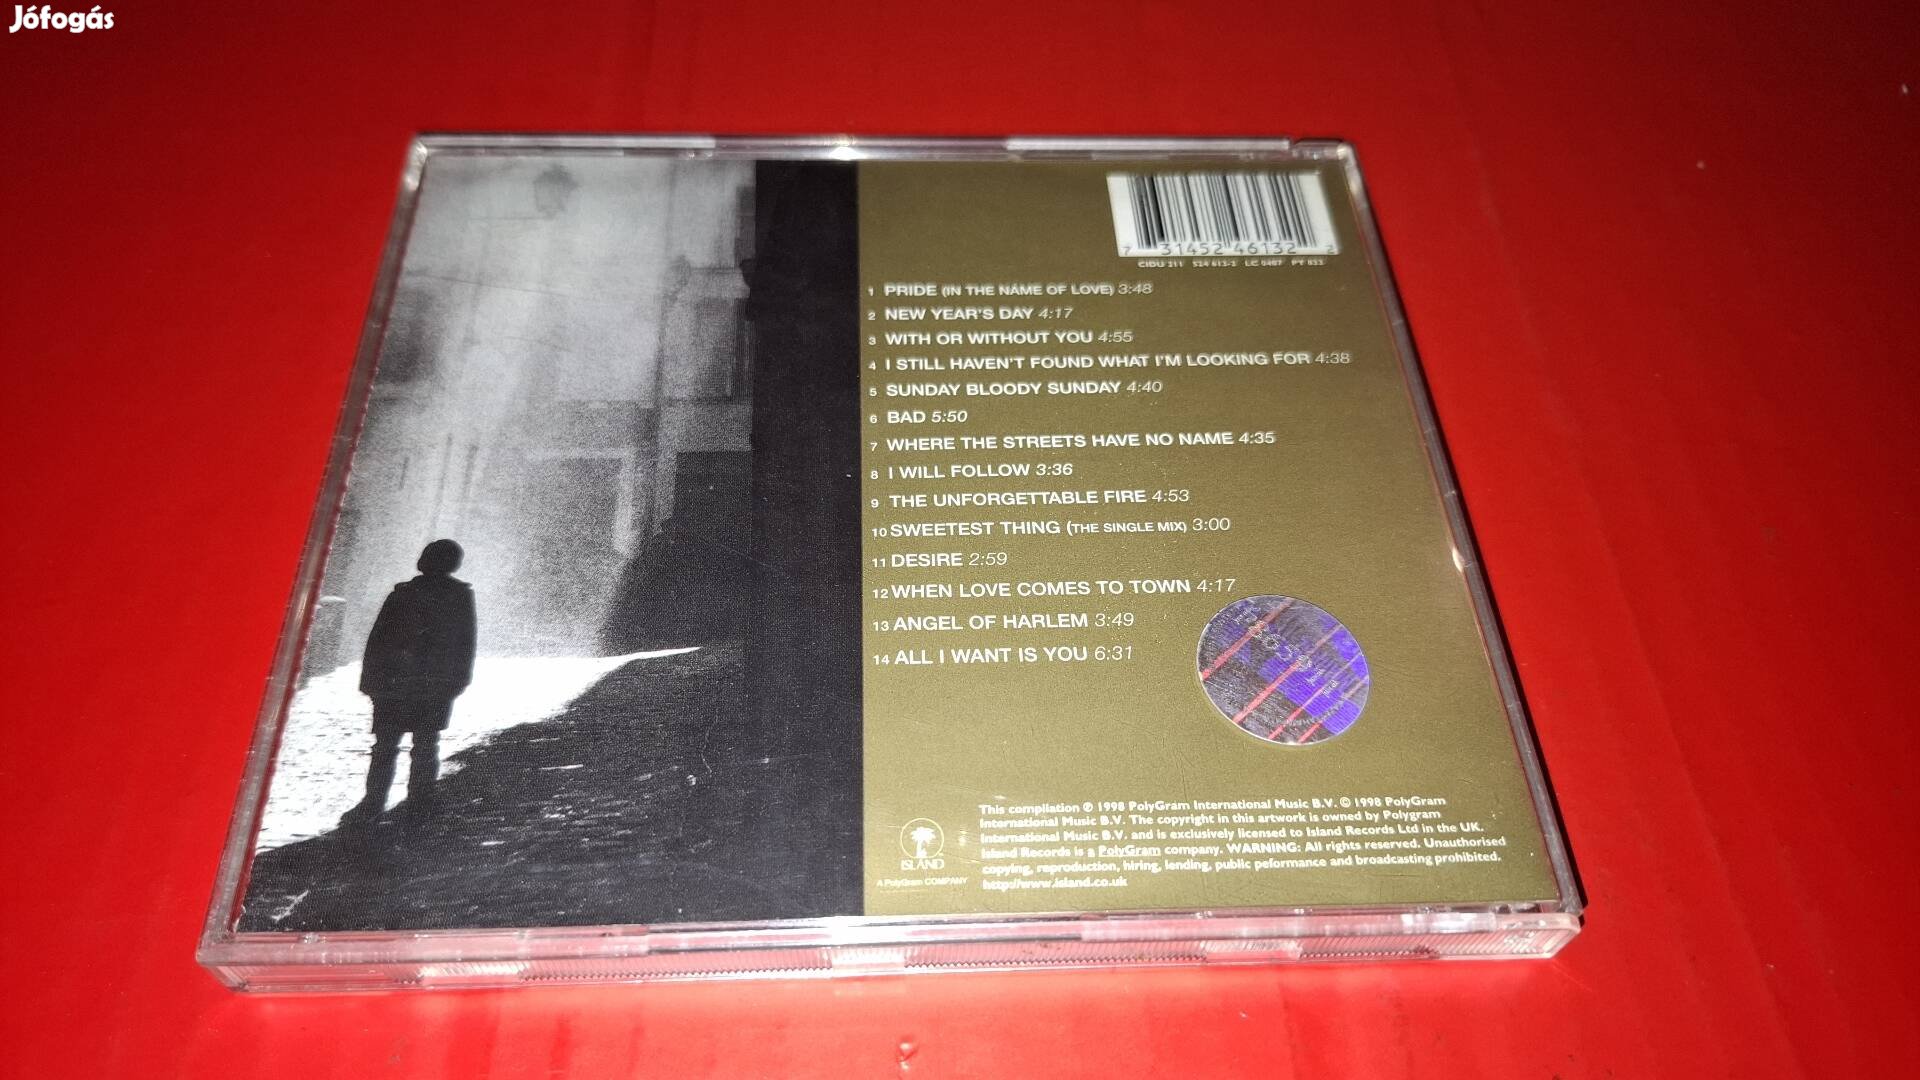 Jófogás
7 31452 46132 2
CIDU 211 524 613-2 LC 0407 PY 833
1 PRIDE (IN THE NAME OF LOVE) 3:48
2 NEW YEAR'S DAY 4:17
3 WITH OR WITHOUT YOU 4:55
4 I STILL HAVEN'T FOUND WHAT I'M LOOKING FOR 4:38
5 SUNDAY BLOODY SUNDAY 4:40
6 BAD 5:50
7 WHERE THE STREETS HAVE NO NAME 4:35
8 I WILL FOLLOW 3:36
9 THE UNFORGETTABLE FIRE 4:53
10 SWEETEST THING (THE SINGLE MIX) 3:00
11 DESIRE 2:59
12 WHEN LOVE COMES TO TOWN 4:17
13 ANGEL OF HARLEM 3:49
14 ALL I WANT IS YOU 6:31
This compilation ℗ 1998 PolyGram International Music B.V. © 1998 PolyGram
International Music B.V. The copyright in this artwork is owned by Polygram
International Music B.V. and is exclusively licensed to Island Records Ltd in the UK.
Island Records is a PolyGram company. WARNING: All rights reserved. Unauthorised
copying, reproduction, hiring, lending, public peformance and broadcasting prohibited.
http://www.island.co.uk
ISLAND
A PolyGram COMPANY